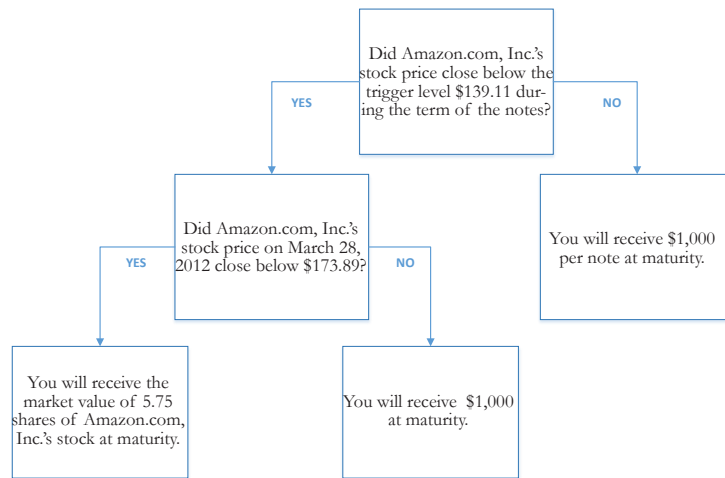 Did Amazon.com, Inc.'s
stock price close below the
trigger level $139.11 dur-
ing the term of the notes?
YES
NO
Did Amazon.com, Inc.'s
stock price on March 28,
2012 close below $173.89?
You will receive $1,000
per note at maturity.
YES
NO
You will receive the
market value of 5.75
shares of Amazon.com,
Inc.'s stock at maturity.
You will receive $1,000
at maturity.